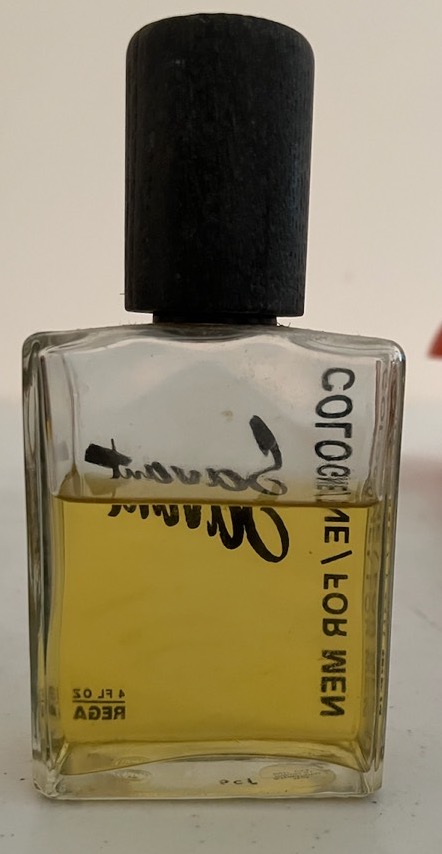 Savant
COLOGNE / FOR MEN
4 FL OZ
REGA